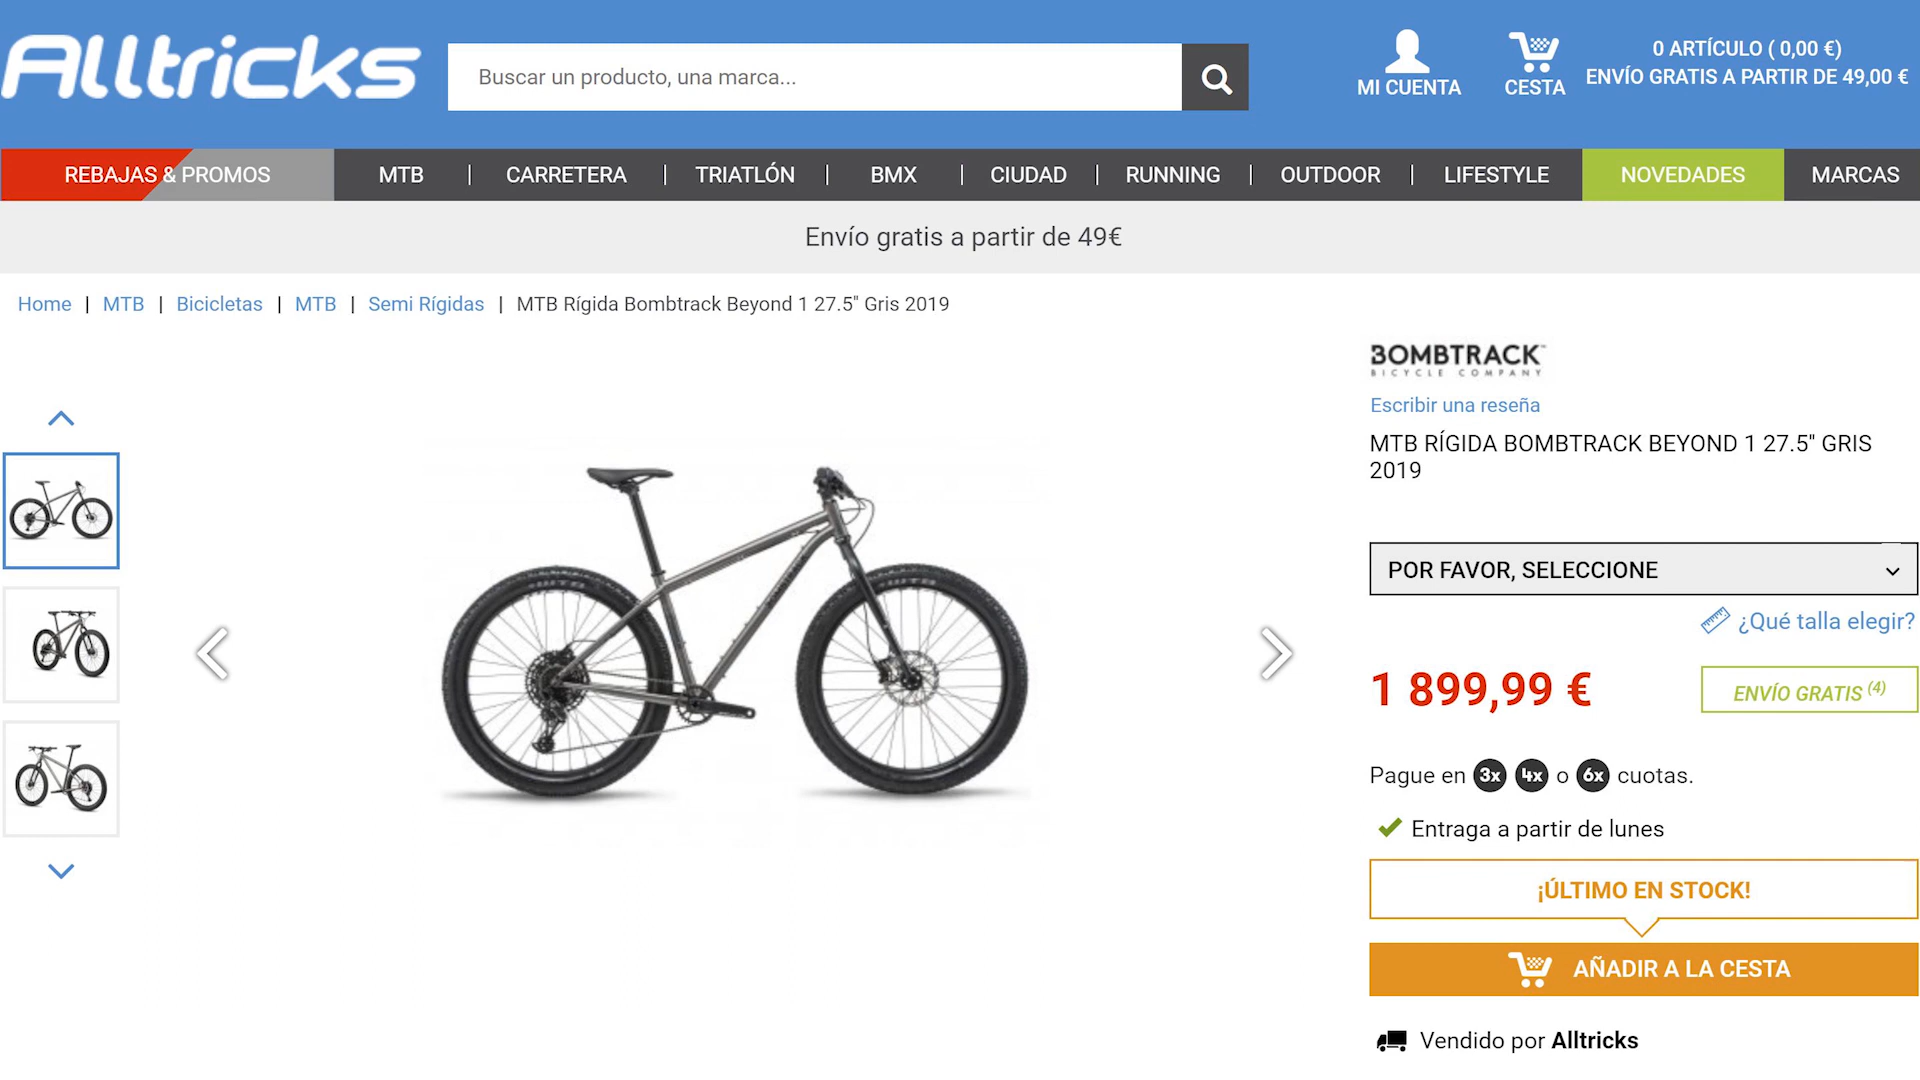 Alltricks
Buscar un producto, una marca...
MI CUENTA
CESTA
0 ARTÍCULO ( 0,00 €)
ENVÍO GRATIS A PARTIR DE 49,00 €
REBAJAS & PROMOS
MTB | CARRETERA | TRIATLÓN | BMX | CIUDAD | RUNNING | OUTDOOR | LIFESTYLE
NOVEDADES
MARCAS
Envío gratis a partir de 49€
Home | MTB | Bicicletas | MTB | Semi Rígidas | MTB Rígida Bombtrack Beyond 1 27.5" Gris 2019
BOMBTRACK™
BICYCLE COMPANY
Escribir una reseña
MTB RÍGIDA BOMBTRACK BEYOND 1 27.5" GRIS
2019
POR FAVOR, SELECCIONE
¿Qué talla elegir?
1 899,99 €
ENVÍO GRATIS (4)
Pague en 3x 4x o 6x cuotas.
Entraga a partir de lunes
¡ÚLTIMO EN STOCK!
AÑADIR A LA CESTA
Vendido por Alltricks